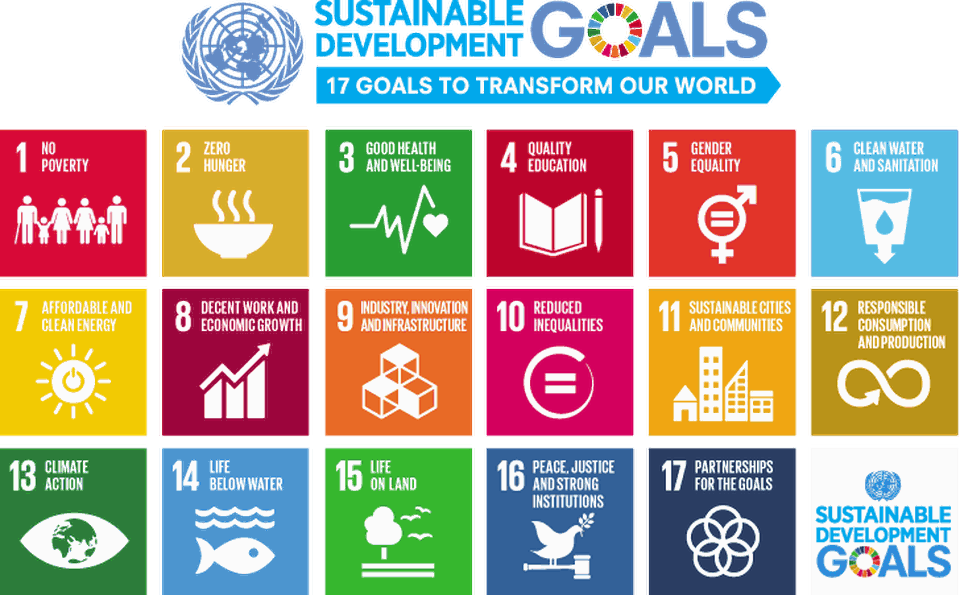 SUSTAINABLE
DEVELOPMENT
GOALS
17 GOALS TO TRANSFORM OUR WORLD
1 NO
POVERTY
2 ZERO
HUNGER
3 GOOD HEALTH
AND WELL-BEING
4 QUALITY
EDUCATION
5 GENDER
EQUALITY
6 CLEAN WATER
AND SANITATION
7 AFFORDABLE AND
CLEAN ENERGY
8 DECENT WORK AND
ECONOMIC GROWTH
9 INDUSTRY, INNOVATION
AND INFRASTRUCTURE
10 REDUCED
INEQUALITIES
11 SUSTAINABLE CITIES
AND COMMUNITIES
12 RESPONSIBLE
CONSUMPTION
AND PRODUCTION
13 CLIMATE
ACTION
14 LIFE
BELOW WATER
15 LIFE
ON LAND
16 PEACE, JUSTICE
AND STRONG
INSTITUTIONS
17 PARTNERSHIPS
FOR THE GOALS
SUSTAINABLE
DEVELOPMENT
GOALS